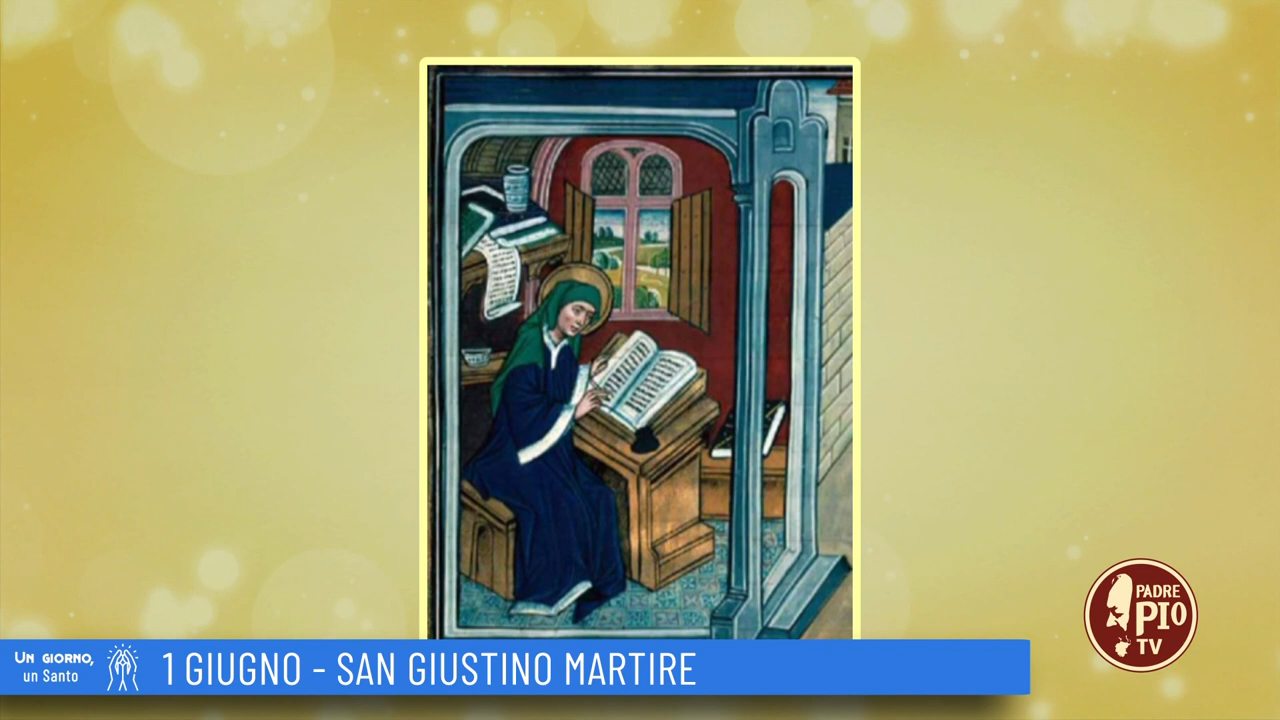 Un giorno,
un Santo
1 GIUGNO - SAN GIUSTINO MARTIRE
PADRE
PIO
TV